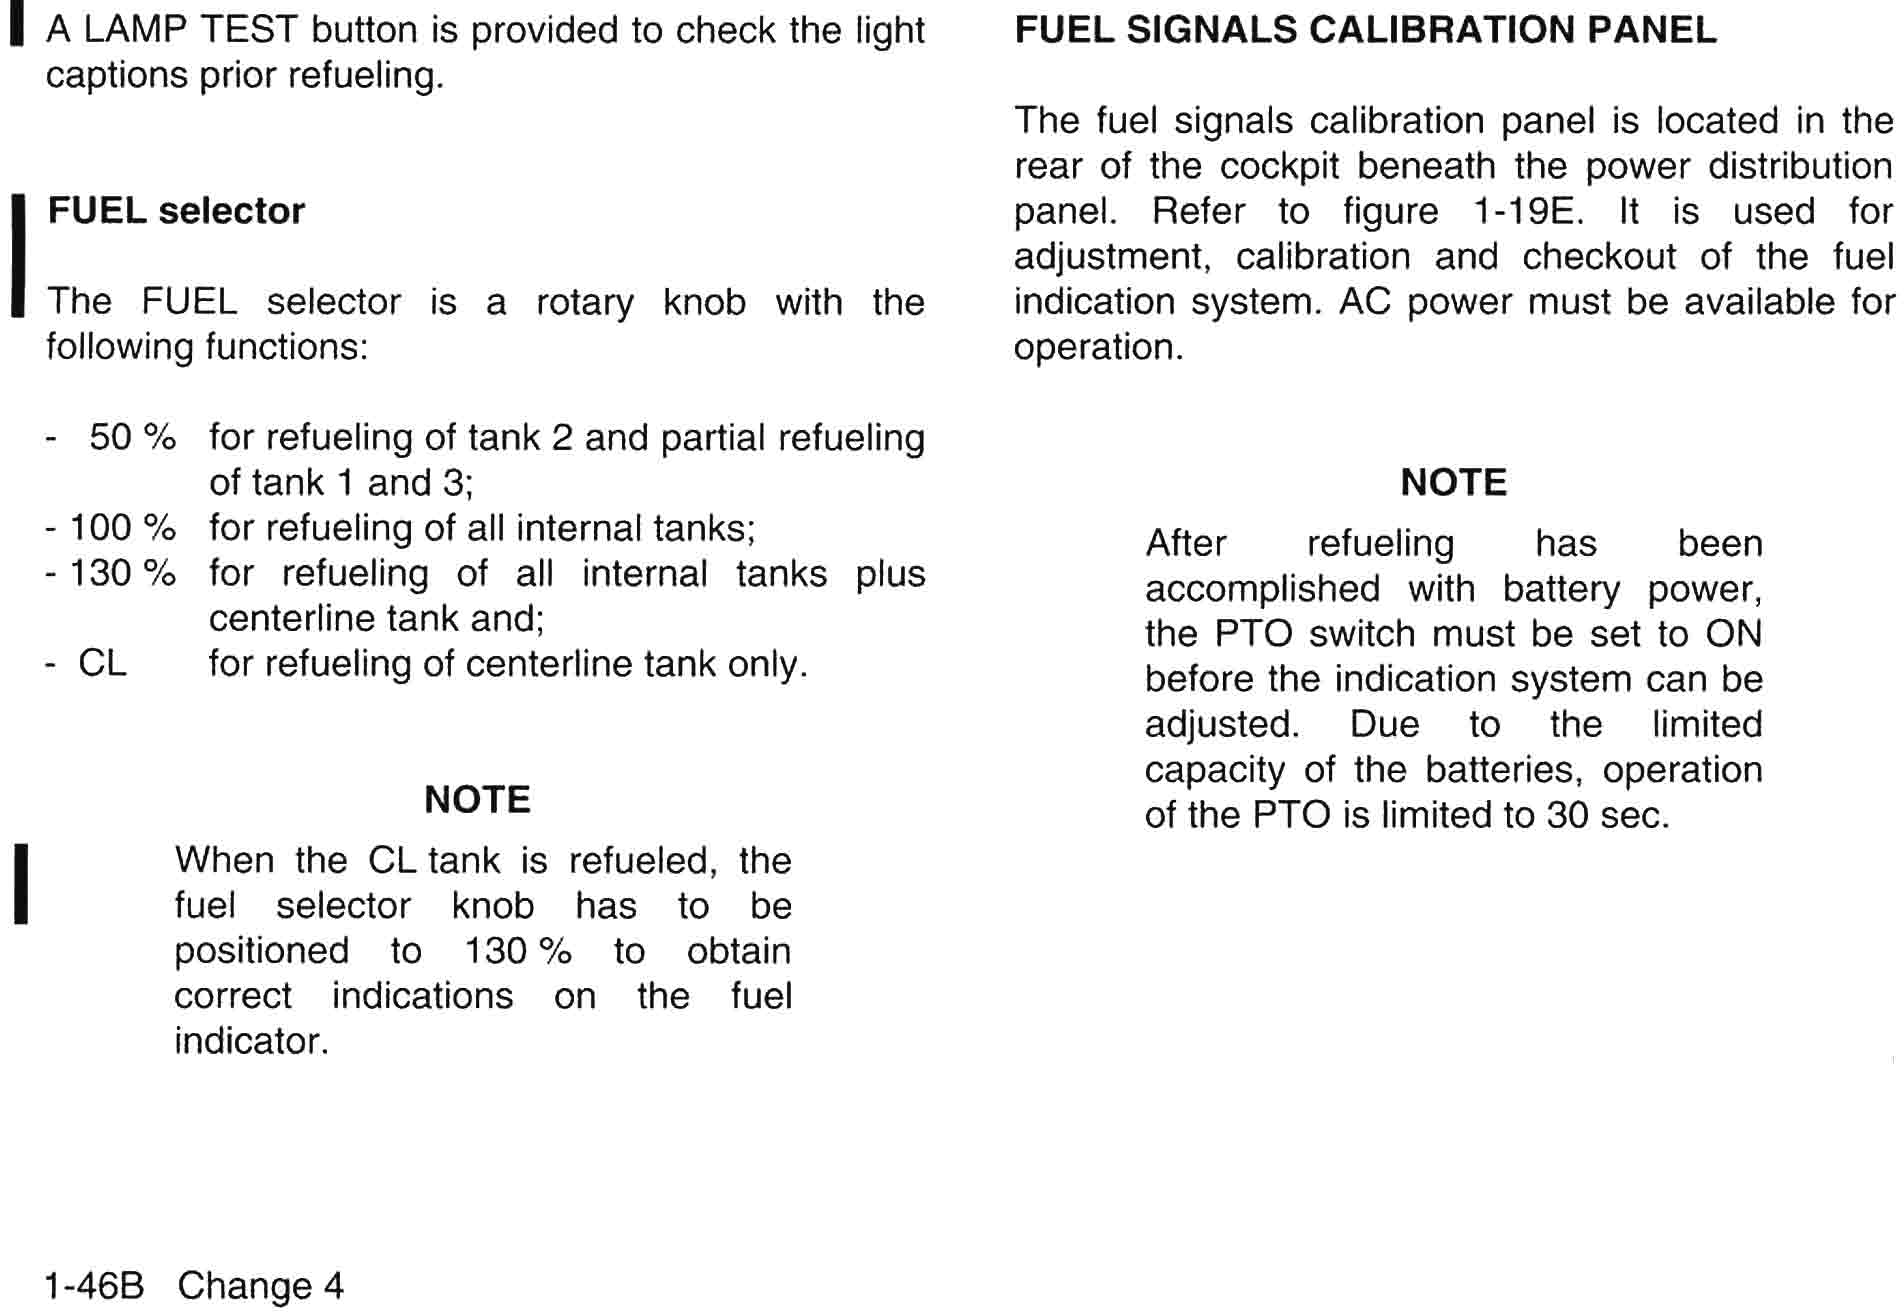 A LAMP TEST button is provided to check the light
captions prior refueling.
FUEL selector
The FUEL selector is a rotary knob with the
following functions:
- 50 % for refueling of tank 2 and partial refueling
of tank 1 and 3;
- 100 % for refueling of all internal tanks;
- 130 % for refueling of all internal tanks plus
centerline tank and;
- CL for refueling of centerline tank only.
NOTE
When the CL tank is refueled, the
fuel selector knob has to be
positioned to 130 % to obtain
correct indications on the fuel
indicator.
FUEL SIGNALS CALIBRATION PANEL
The fuel signals calibration panel is located in the
rear of the cockpit beneath the power distribution
panel. Refer to figure 1-19E. It is used for
adjustment, calibration and checkout of the fuel
indication system. AC power must be available for
operation.
NOTE
After refueling has been
accomplished with battery power,
the PTO switch must be set to ON
before the indication system can be
adjusted. Due to the limited
capacity of the batteries, operation
of the PTO is limited to 30 sec.
1-46B Change 4